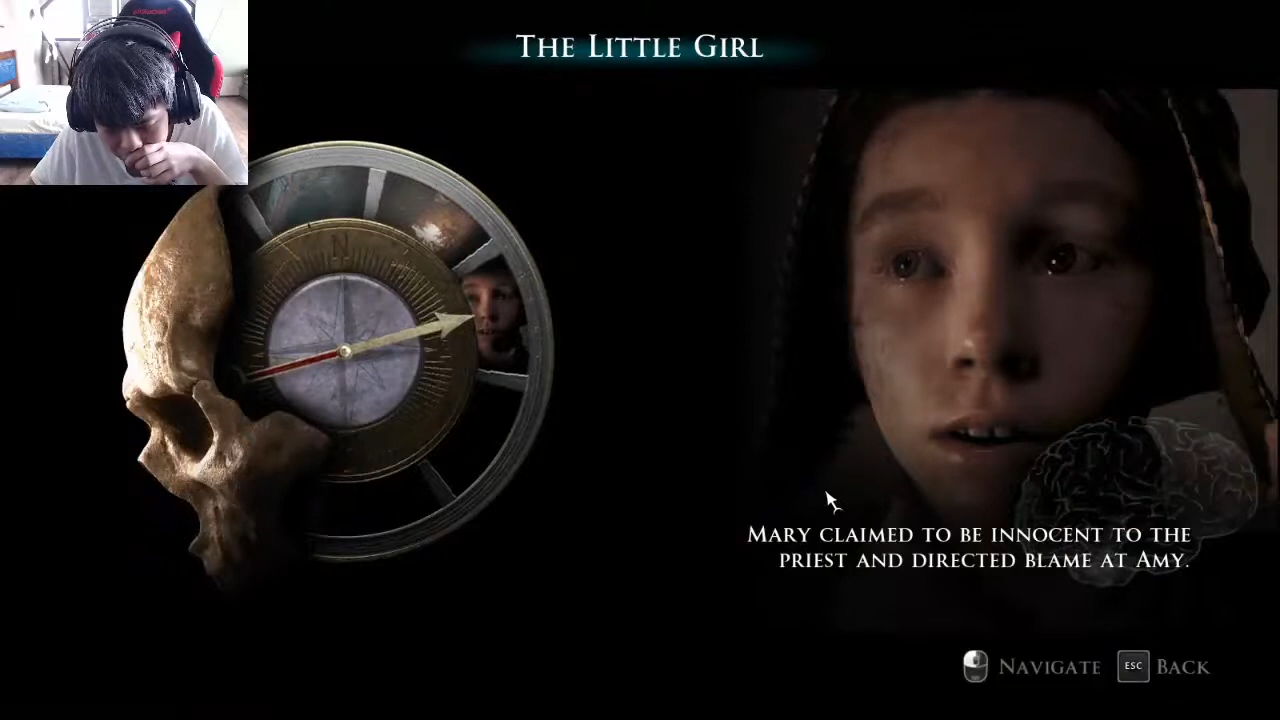 THE LITTLE GIRL
N
MARY CLAIMED TO BE INNOCENT TO THE
PRIEST AND DIRECTED BLAME AT AMY.
NAVIGATE ESC BACK